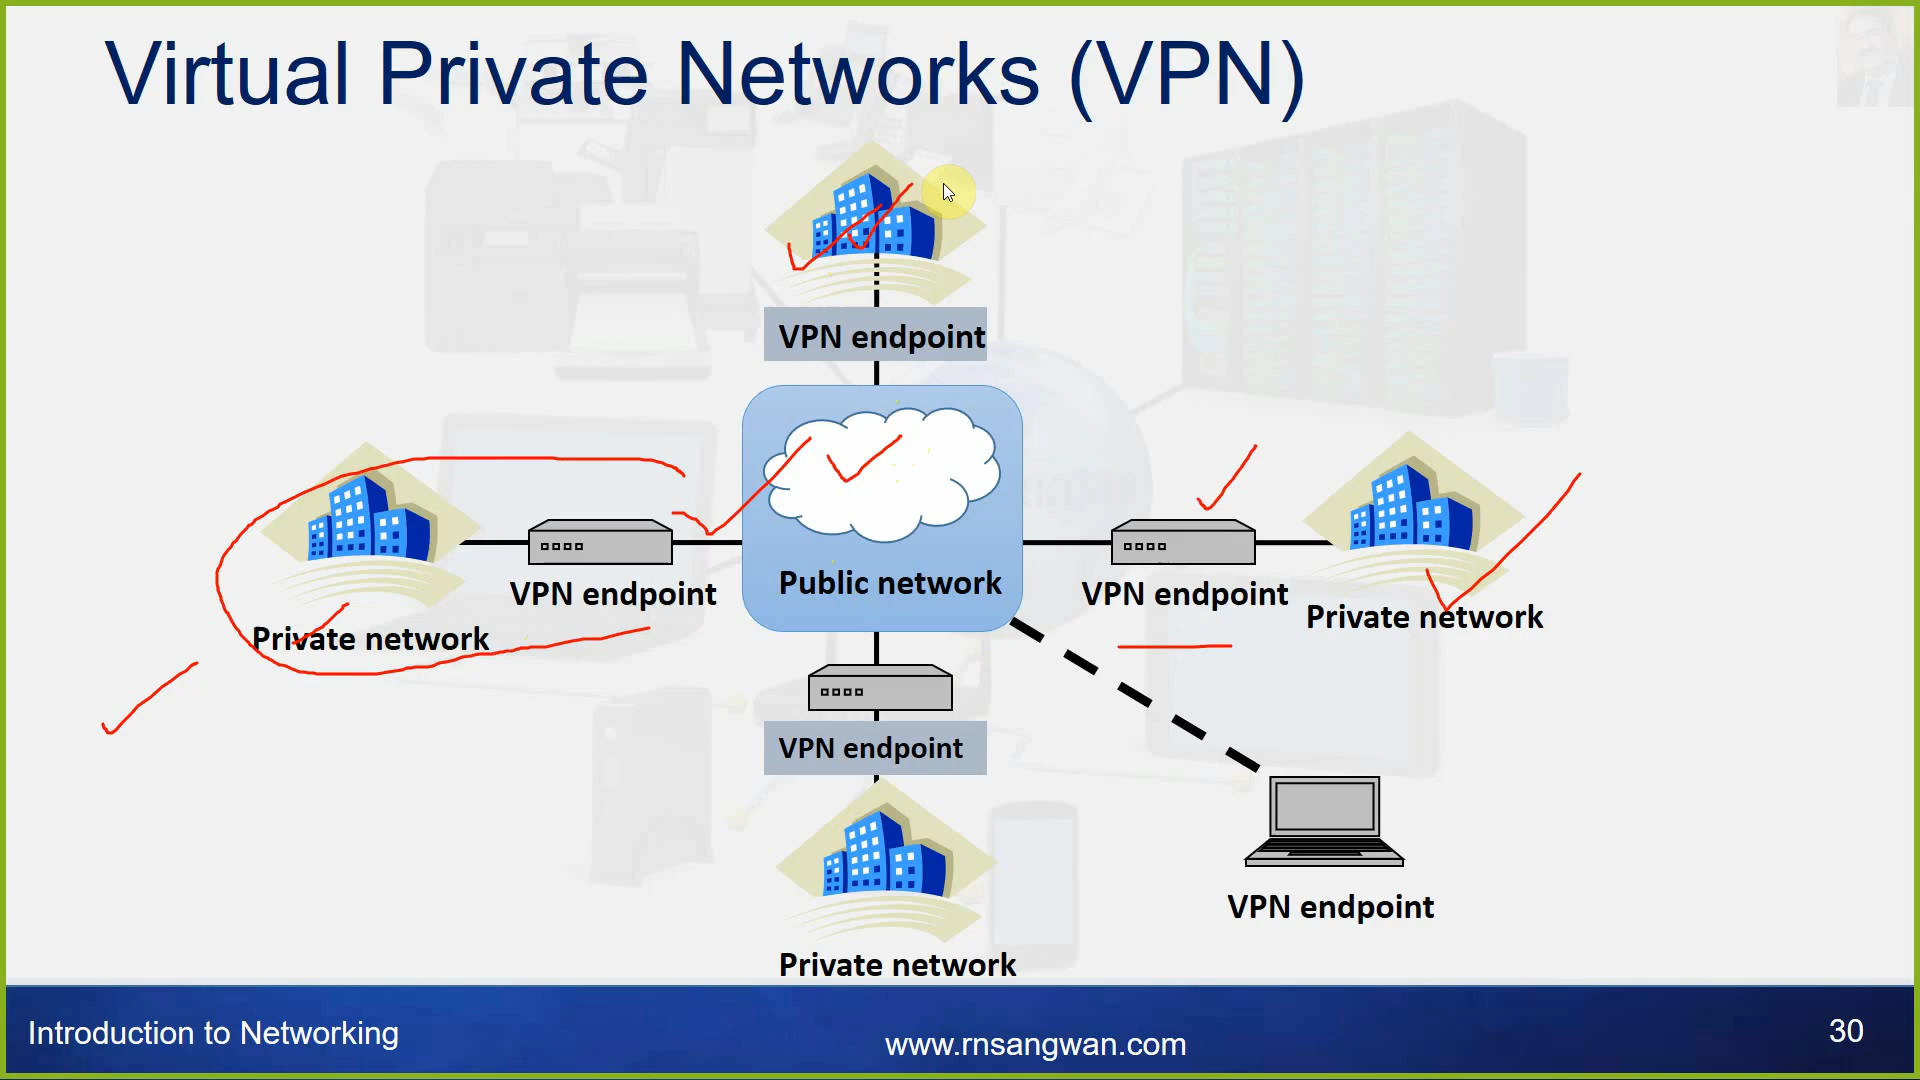 Virtual Private Networks (VPN)
VPN endpoint
Public network
VPN endpoint
VPN endpoint
Private network
Private network
VPN endpoint
VPN endpoint
Private network
Introduction to Networking
www.rnsangwan.com
30